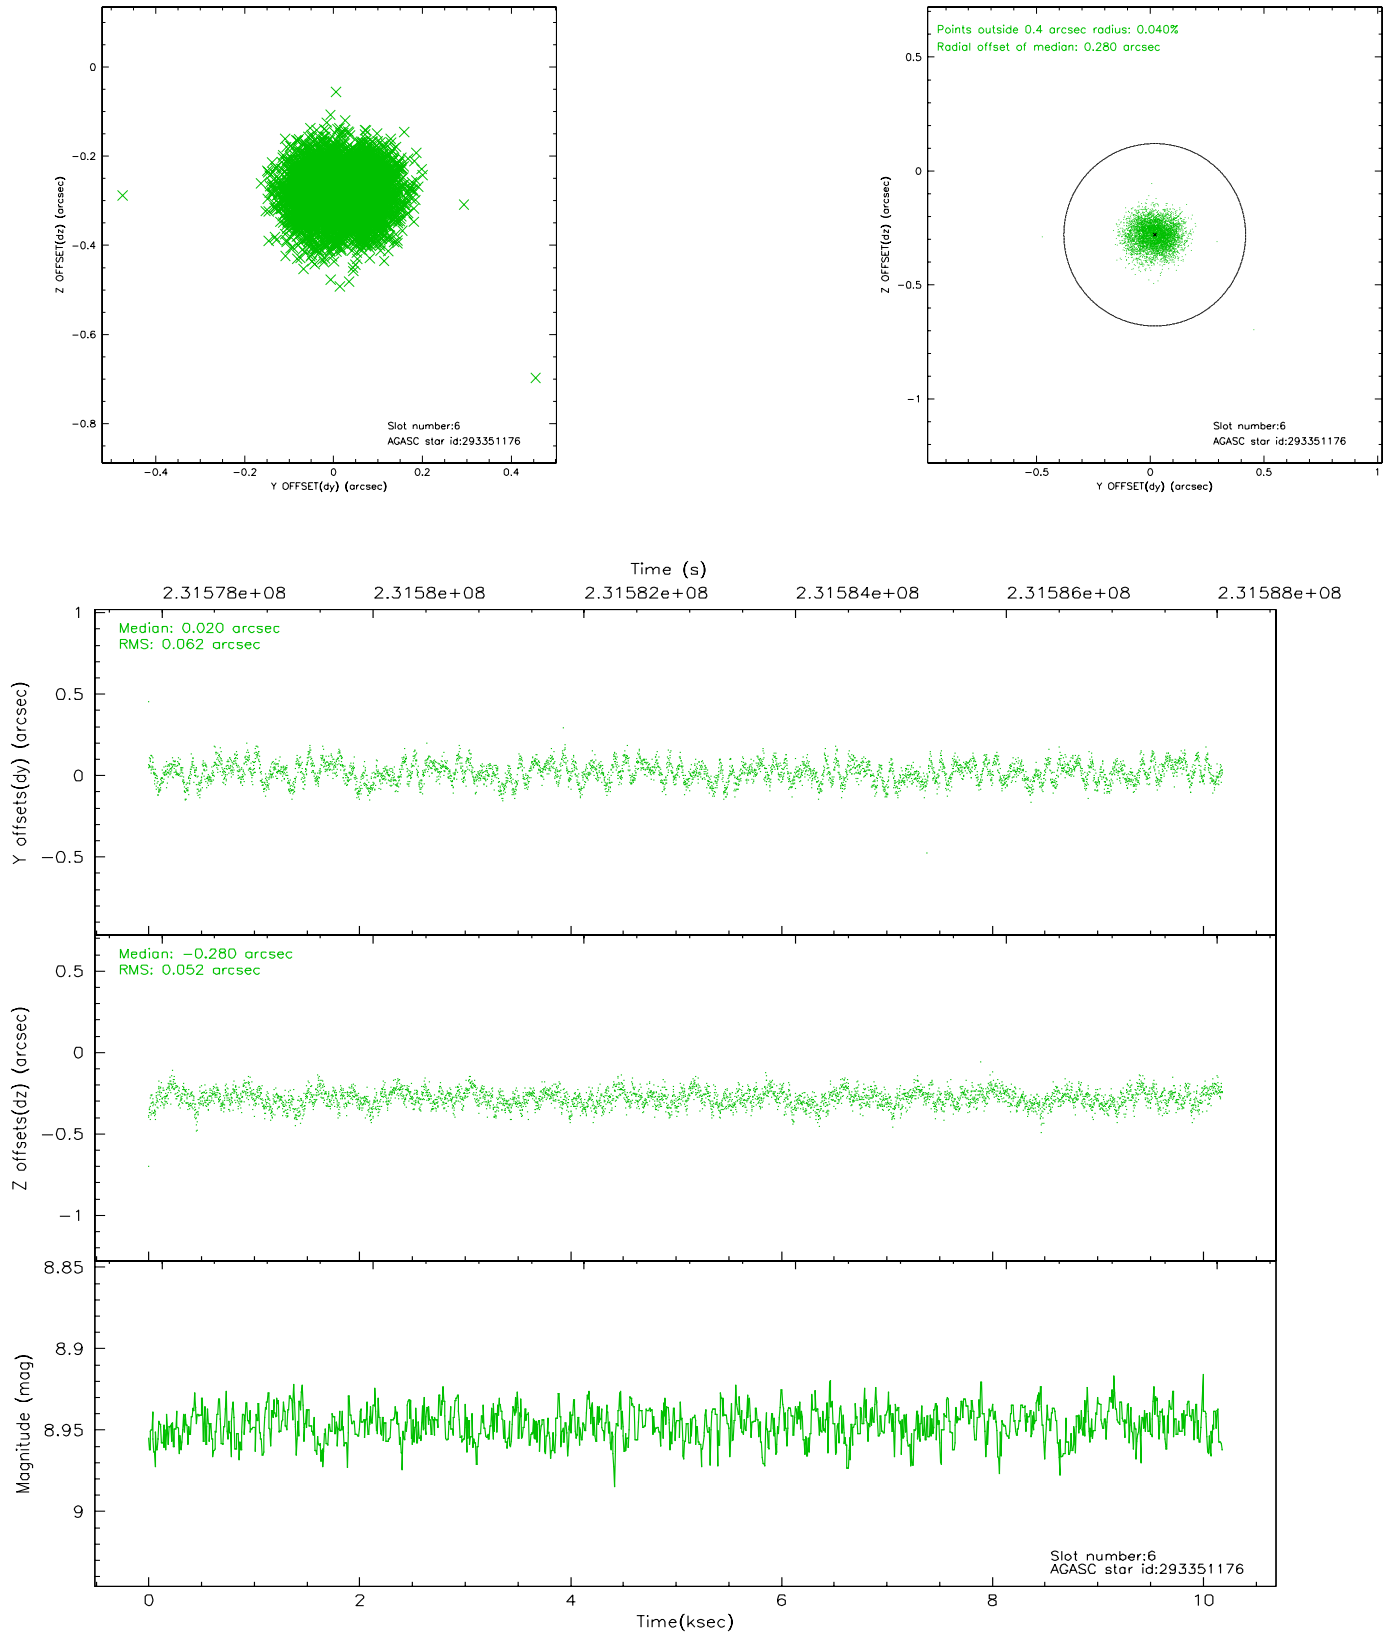 0
−0.2
−0.4
−0.6
−0.8
Z OFFSET(dz) (arcsec)
Slot number:6
AGASC star id:293351176
−0.4 −0.2 0 0.2 0.4
Y OFFSET(dy) (arcsec)
Points outside 0.4 arcsec radius: 0.040%
Radial offset of median: 0.280 arcsec
0.5
0
−0.5
−1
Z OFFSET(dz) (arcsec)
Slot number:6
AGASC star id:293351176
−0.5 0 0.5 1
Y OFFSET(dy) (arcsec)
Time (s)
2.31578e+08 2.3158e+08 2.31582e+08 2.31584e+08 2.31586e+08 2.31588e+08
Median: 0.020 arcsec
RMS: 0.062 arcsec
1
0.5
0
−0.5
Y offsets(dy) (arcsec)
Median: −0.280 arcsec
RMS: 0.052 arcsec
0.5
0
−0.5
−1
Z offsets(dz) (arcsec)
8.85
8.9
8.95
9
Magnitude (mag)
Slot number:6
AGASC star id:293351176
0 2 4 6 8 10
Time(ksec)